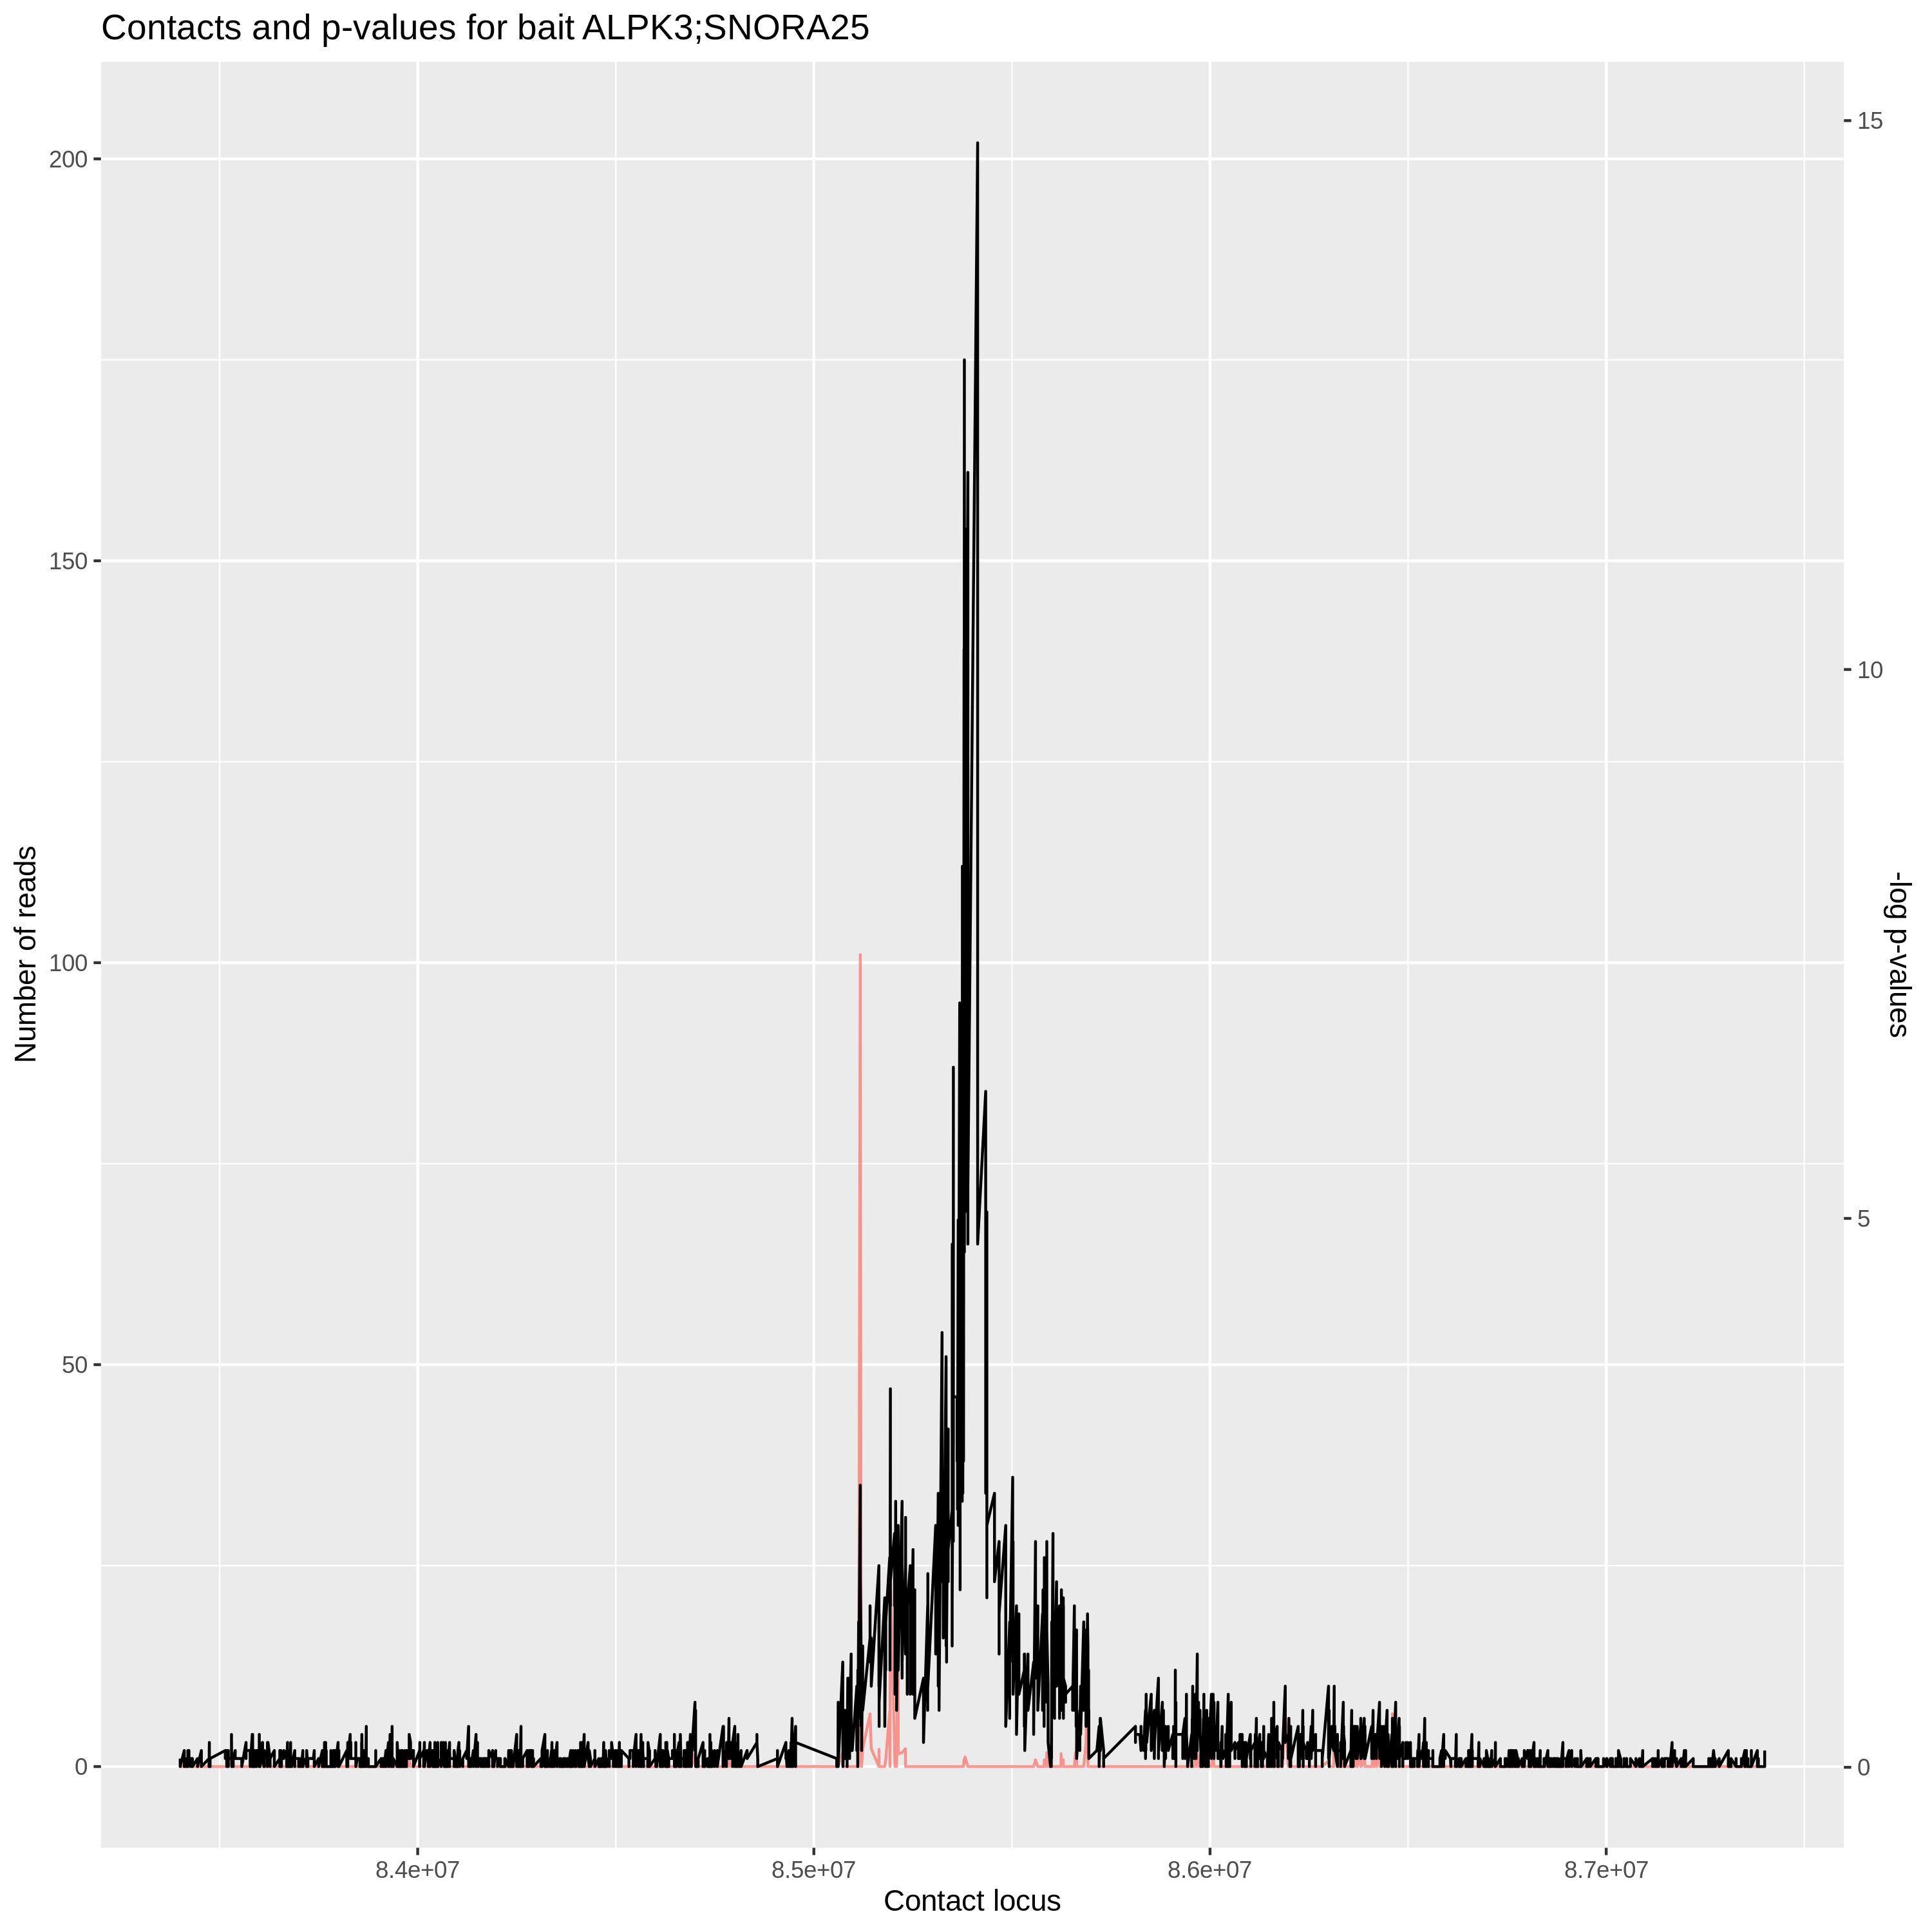 Contacts and p-values for bait ALPK3;SNORA25
200
150
100
50
0
Number of reads
15
10
5
0
-log p-values
8.4e+07
8.5e+07
8.6e+07
8.7e+07
Contact locus